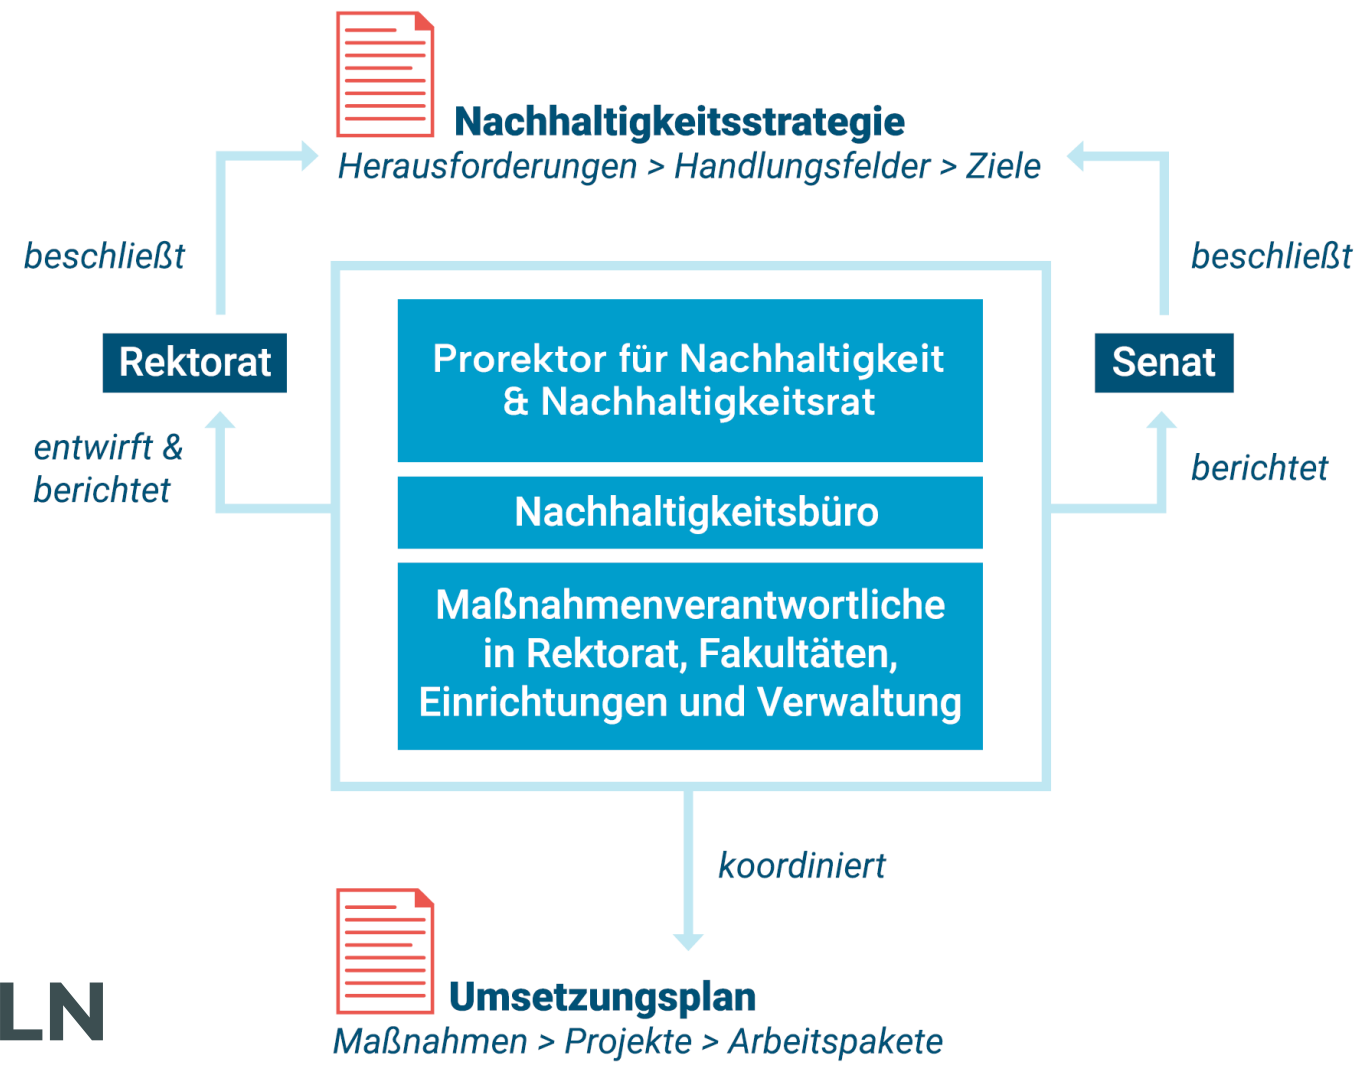 Nachhaltigkeitsstrategie
Herausforderungen > Handlungsfelder > Ziele
beschließt
beschließt
Rektorat
Senat
Prorektor für Nachhaltigkeit
& Nachhaltigkeitsrat
entwirft &
berichtet
berichtet
Nachhaltigkeitsbüro
Maßnahmenverantwortliche
in Rektorat, Fakultäten,
Einrichtungen und Verwaltung
koordiniert
Umsetzungsplan
Maßnahmen > Projekte > Arbeitspakete
LN